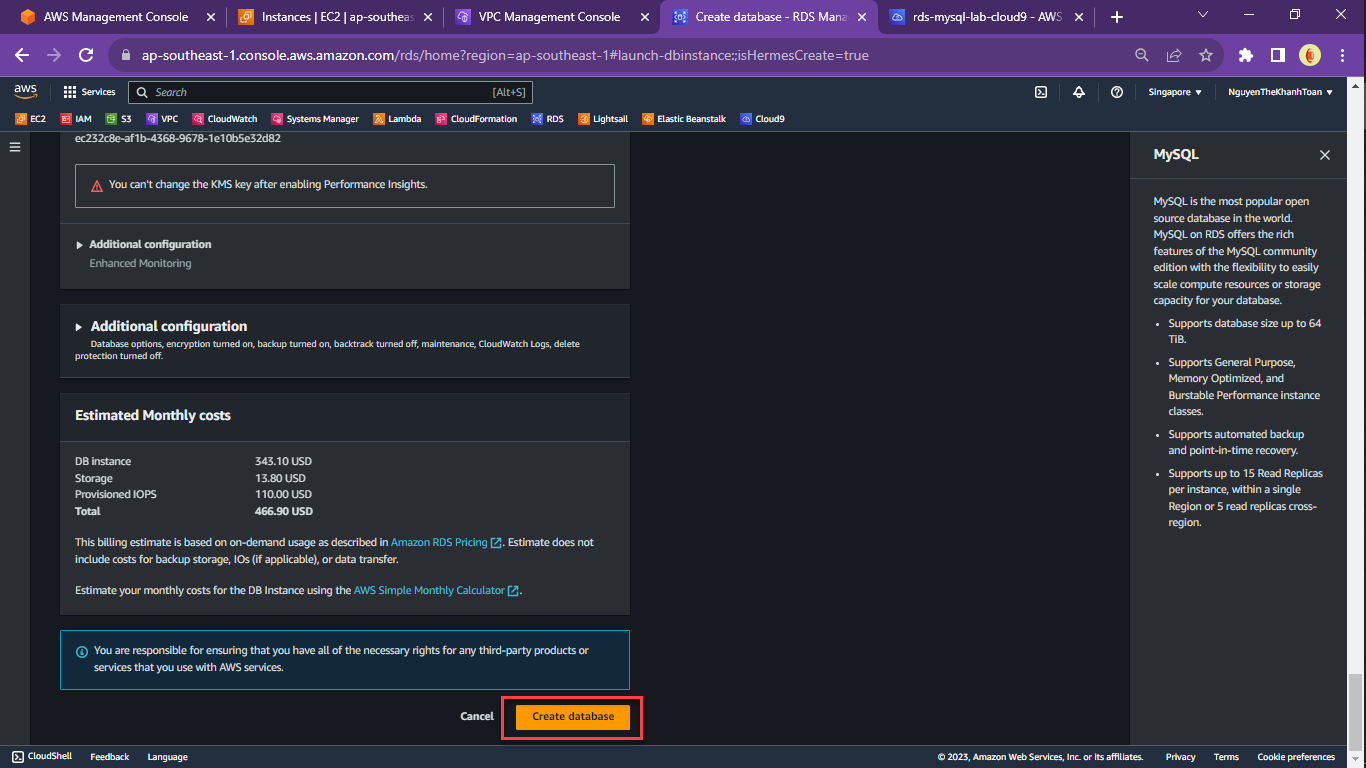 AWS Management Console
Instances | EC2 | ap-southeas
VPC Management Console
Create database - RDS Mana
rds-mysql-lab-cloud9 - AWS
ap-southeast-1.console.aws.amazon.com/rds/home?region=ap-southeast-1#launch-dbinstance:;isHermesCreate=true
aws
Services
Search
[Alt+S]
Singapore
NguyenTheKhanhToan
EC2
IAM
S3
VPC
CloudWatch
Systems Manager
Lambda
CloudFormation
RDS
Lightsail
Elastic Beanstalk
Cloud9
ec232c8e-af1b-4368-9678-1e10b5e32d82
You can't change the KMS key after enabling Performance Insights.
Additional configuration
Enhanced Monitoring
Additional configuration
Database options, encryption turned on, backup turned on, backtrack turned off, maintenance, CloudWatch Logs, delete
protection turned off.
Estimated Monthly costs
DB instance 343.10 USD
Storage 13.80 USD
Provisioned IOPS 110.00 USD
Total 466.90 USD
This billing estimate is based on on-demand usage as described in Amazon RDS Pricing. Estimate does not
include costs for backup storage, IOs (if applicable), or data transfer.
Estimate your monthly costs for the DB Instance using the AWS Simple Monthly Calculator.
You are responsible for ensuring that you have all of the necessary rights for any third-party products or
services that you use with AWS services.
Cancel
Create database
MySQL
MySQL is the most popular open
source database in the world.
MySQL on RDS offers the rich
features of the MySQL community
edition with the flexibility to easily
scale compute resources or storage
capacity for your database.
• Supports database size up to 64
TiB.
• Supports General Purpose,
Memory Optimized, and
Burstable Performance instance
classes.
• Supports automated backup
and point-in-time recovery.
• Supports up to 15 Read Replicas
per instance, within a single
Region or 5 read replicas cross-
region.
CloudShell
Feedback
Language
© 2023, Amazon Web Services, Inc. or its affiliates.
Privacy
Terms
Cookie preferences